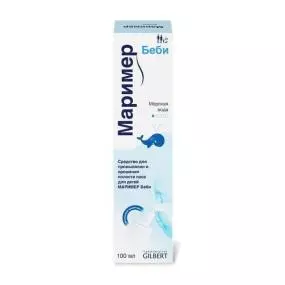 Маример
Беби
Морская
вода
Средство для
промывания и
орошения
полости носа
для детей
МАРИМЕР Беби
100 мл
GILBERT